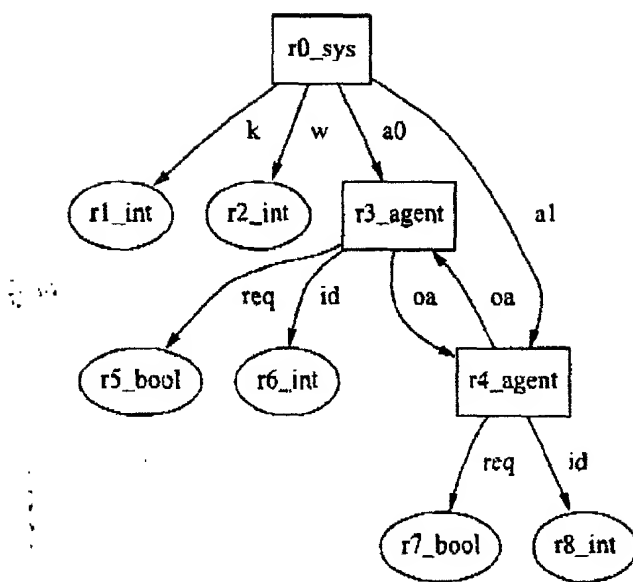 r0_sys
k w a0
r1_int r2_int r3_agent a1
req id oa oa
r5_bool r6_int r4_agent
req id
r7_bool r8_int